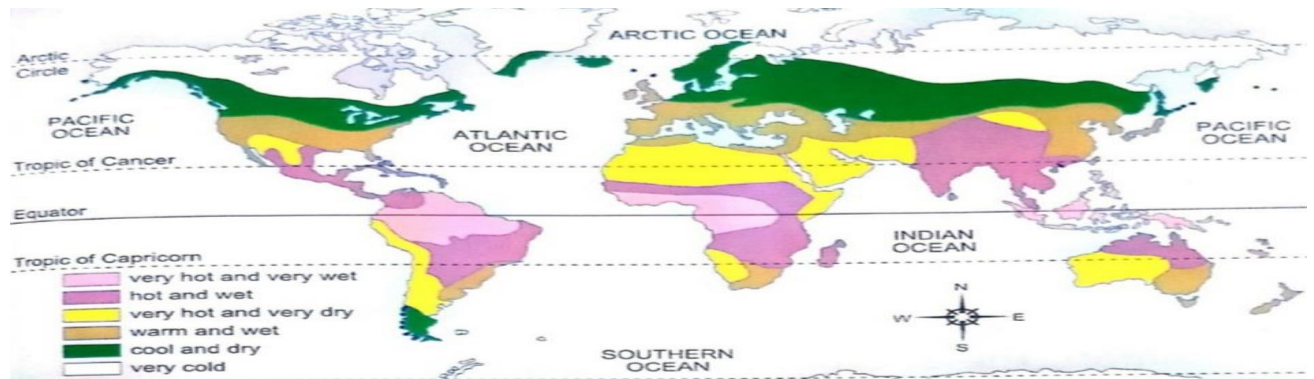 ARCTIC OCEAN
Arctic
Circle
PACIFIC
OCEAN
ATLANTIC
OCEAN
PACIFIC
OCEAN
Tropic of Cancer
Equator
INDIAN
OCEAN
Tropic of Capricorn
very hot and very wet
hot and wet
very hot and very dry
warm and wet
cool and dry
very cold
N
W
E
S
SOUTHERN
OCEAN